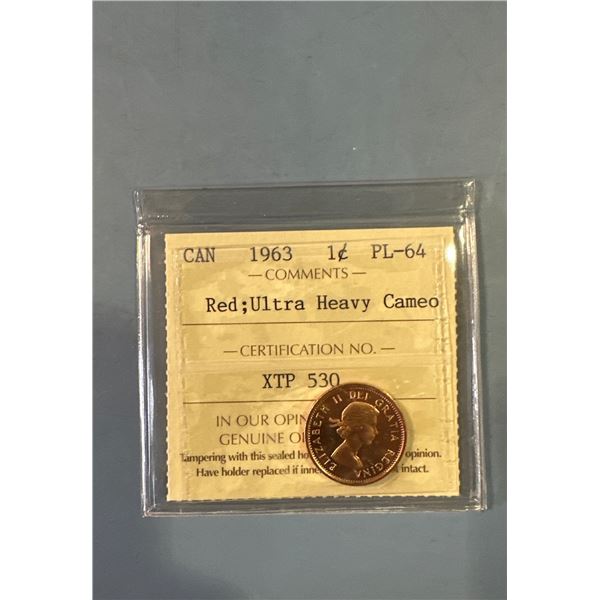 CAN 1963 1¢ PL-64
— COMMENTS —
Red;Ultra Heavy Cameo
— CERTIFICATION NO. —
XTP 530
IN OUR OPIN
GENUINE O
Tampering with this sealed ho opinion.
Have holder replaced if inne intact.
ELIZABETH II DEI GRATIA REGINA